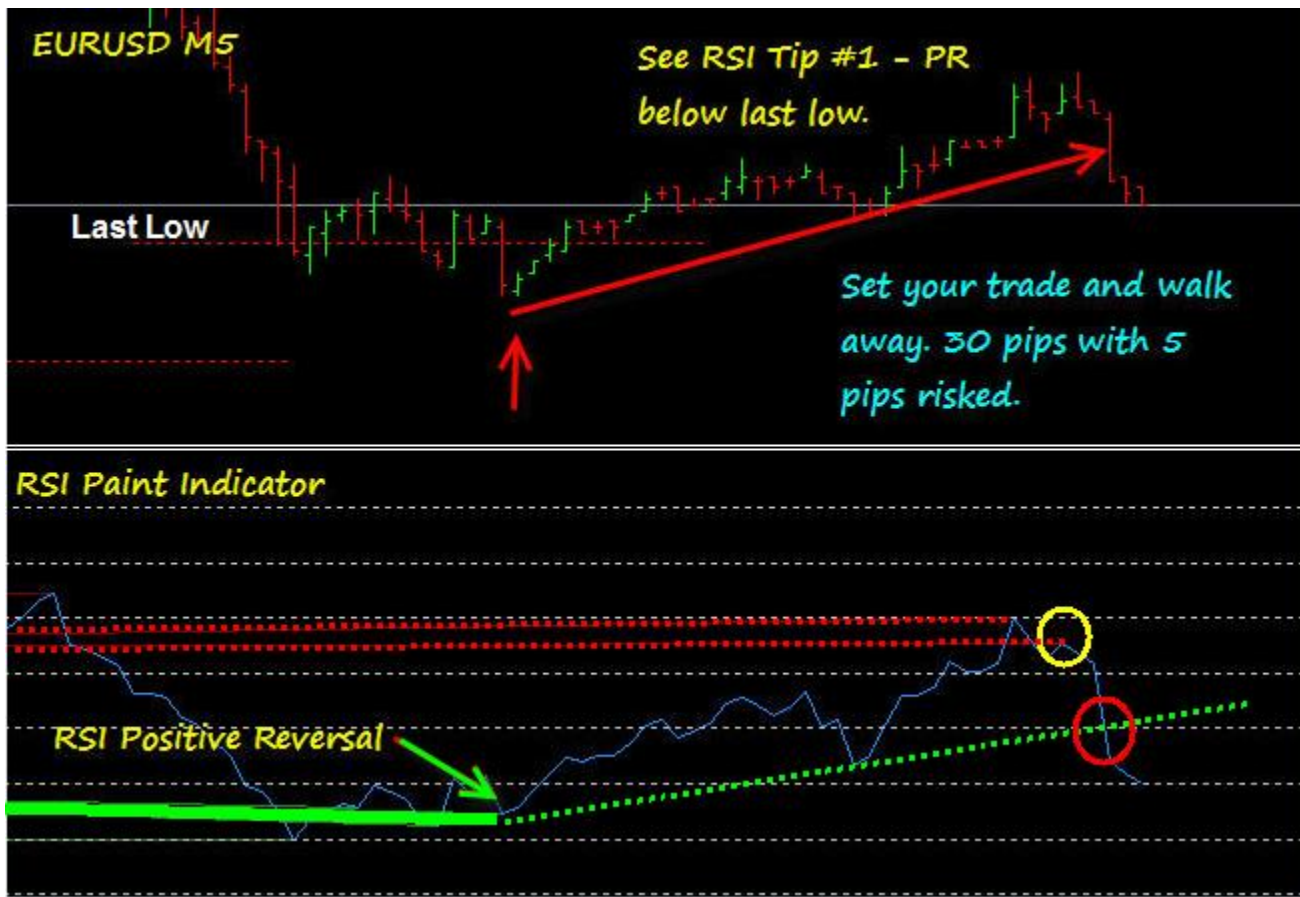 EURUSD M5
See RSI Tip #1 - PR
below last low.
Last Low
Set your trade and walk
away. 30 pips with 5
pips risked.
RSI Paint Indicator
RSI Positive Reversal